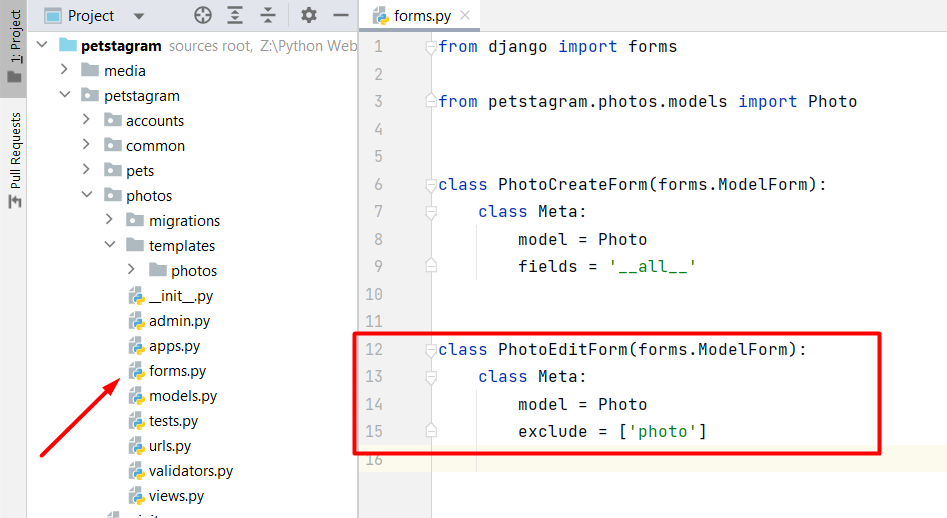 1: Project
Pull Requests
Project
petstagram sources root, Z:\Python Web
media
petstagram
accounts
common
pets
photos
migrations
templates
photos
__init__.py
admin.py
apps.py
forms.py
models.py
tests.py
urls.py
validators.py
views.py
forms.py
1 from django import forms
2
3 from petstagram.photos.models import Photo
4
5
6 class PhotoCreateForm(forms.ModelForm):
7 class Meta:
8 model = Photo
9 fields = '__all__'
10
11
12 class PhotoEditForm(forms.ModelForm):
13 class Meta:
14 model = Photo
15 exclude = ['photo']
16